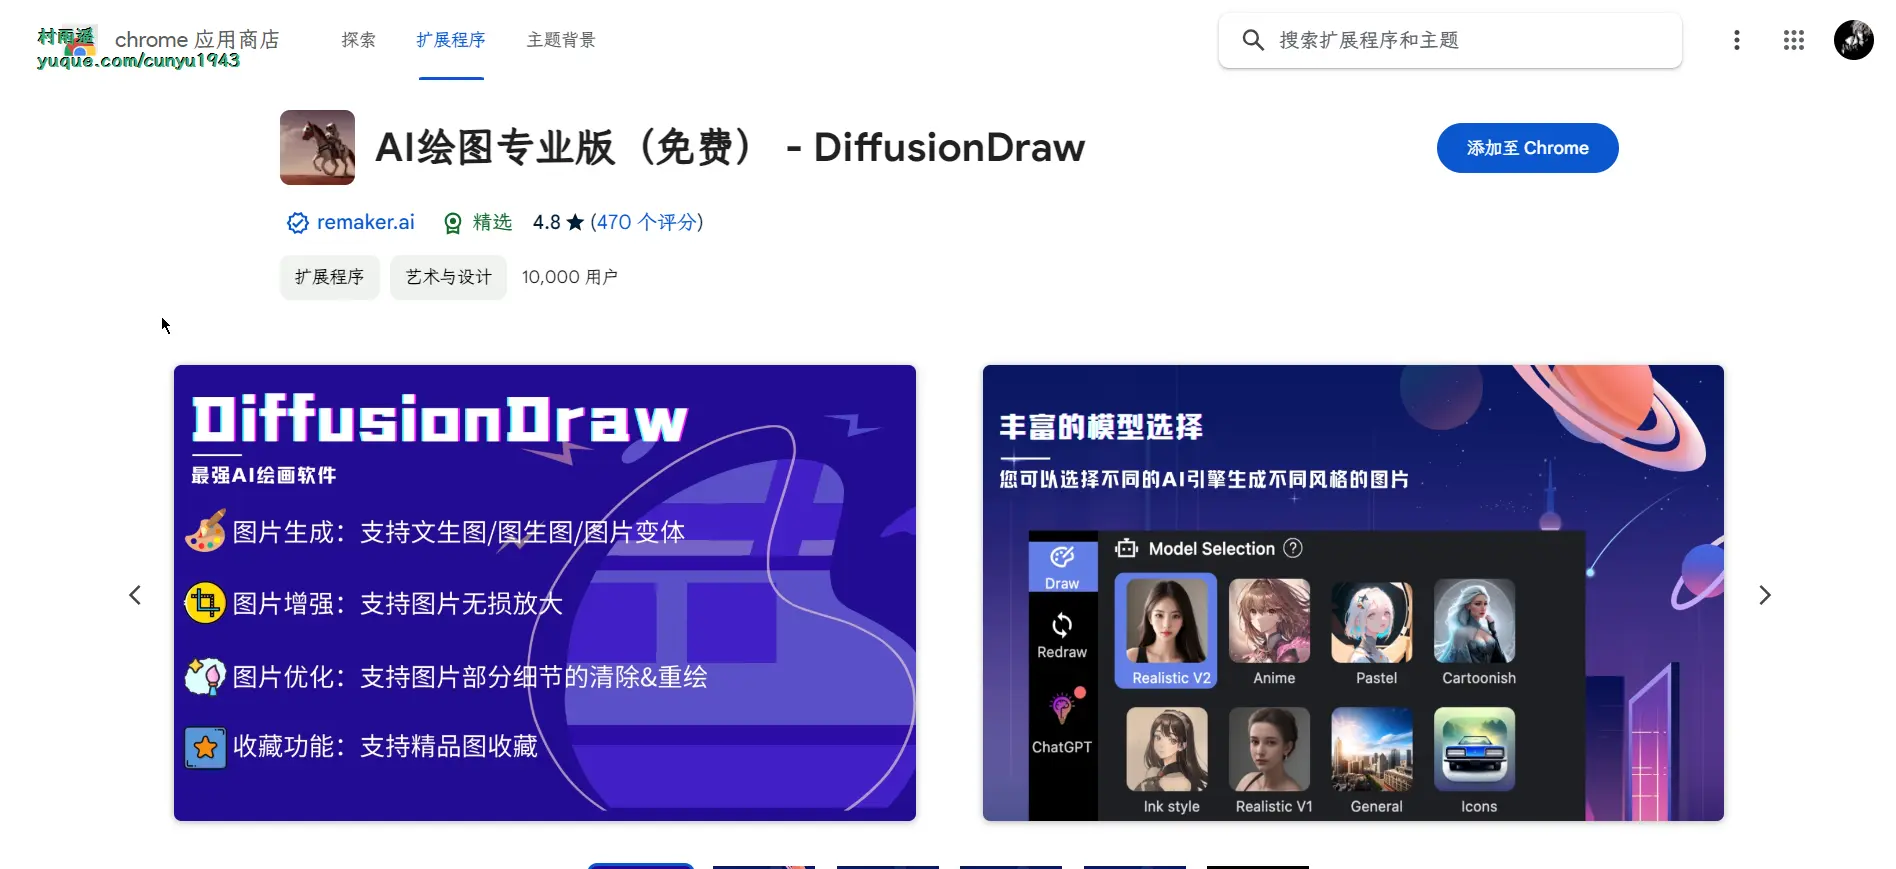 村雨遥
yuque.com/cunyu1943
chrome 应用商店
探索
扩展程序
主题背景
搜索扩展程序和主题
AI绘图专业版（免费） - DiffusionDraw
添加至 Chrome
remaker.ai
精选
4.8 ★ (470 个评分)
扩展程序
艺术与设计
10,000 用户
DiffusionDraw
最强AI绘画软件
图片生成：支持文生图/图生图/图片变体
图片增强：支持图片无损放大
图片优化：支持图片部分细节的清除&重绘
收藏功能：支持精品图收藏
丰富的模型选择
您可以选择不同的AI引擎生成不同风格的图片
Draw
Redraw
ChatGPT
Model Selection ?
Realistic V2
Anime
Pastel
Cartoonish
Ink style
Realistic V1
General
Icons